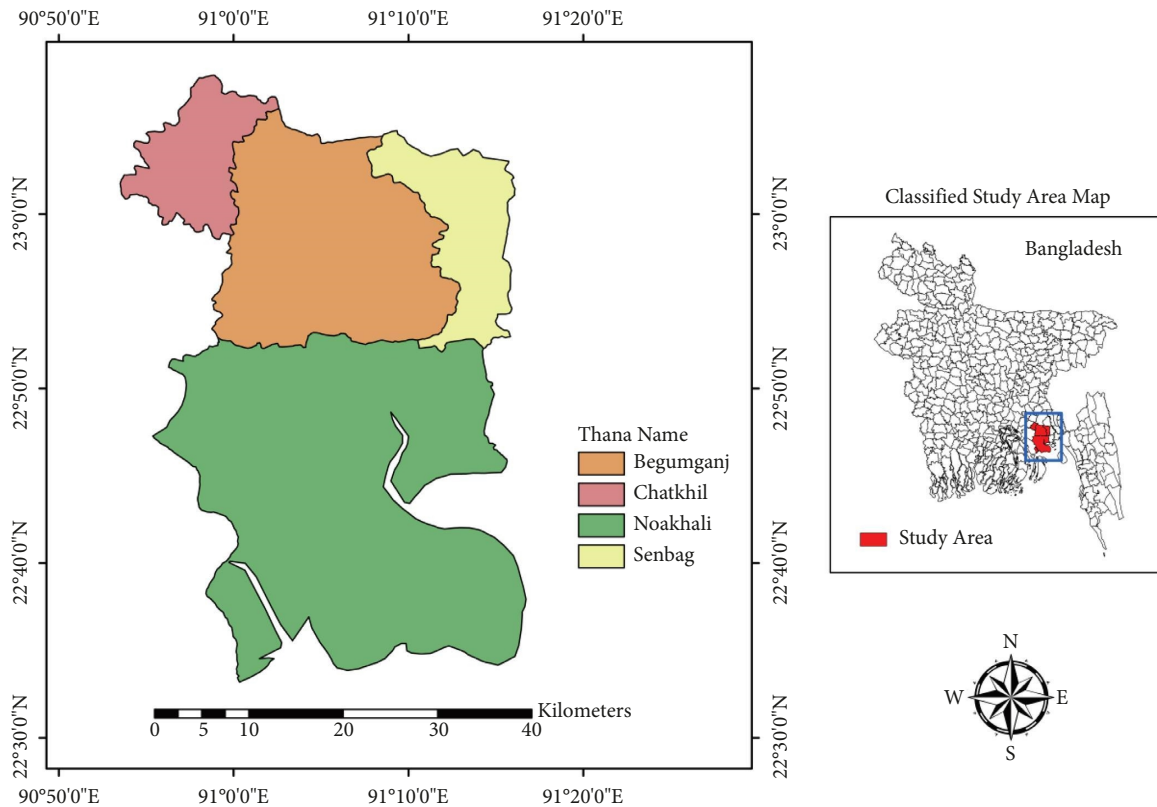 90°50'0"E 91°0'0"E 91°10'0"E 91°20'0"E
23°0'0"N
22°50'0"N
22°40'0"N
22°30'0"N
Thana Name
Begumganj
Chatkhil
Noakhali
Senbag
Kilometers
0 5 10 20 30 40
90°50'0"E 91°0'0"E 91°10'0"E 91°20'0"E
23°0'0"N
22°50'0"N
22°40'0"N
22°30'0"N
Classified Study Area Map
Bangladesh
Study Area
N
W E
S